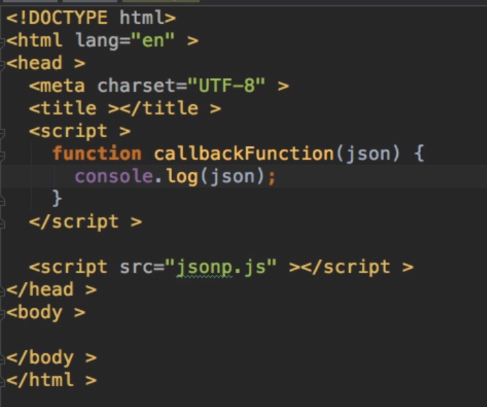 <!DOCTYPE html>
<html lang="en" >
<head >
  <meta charset="UTF-8" >
  <title ></title >
  <script >
    function callbackFunction(json) {
      console.log(json);
    }
  </script >

  <script src="jsonp.js" ></script >
</head >
<body >

</body >
</html >